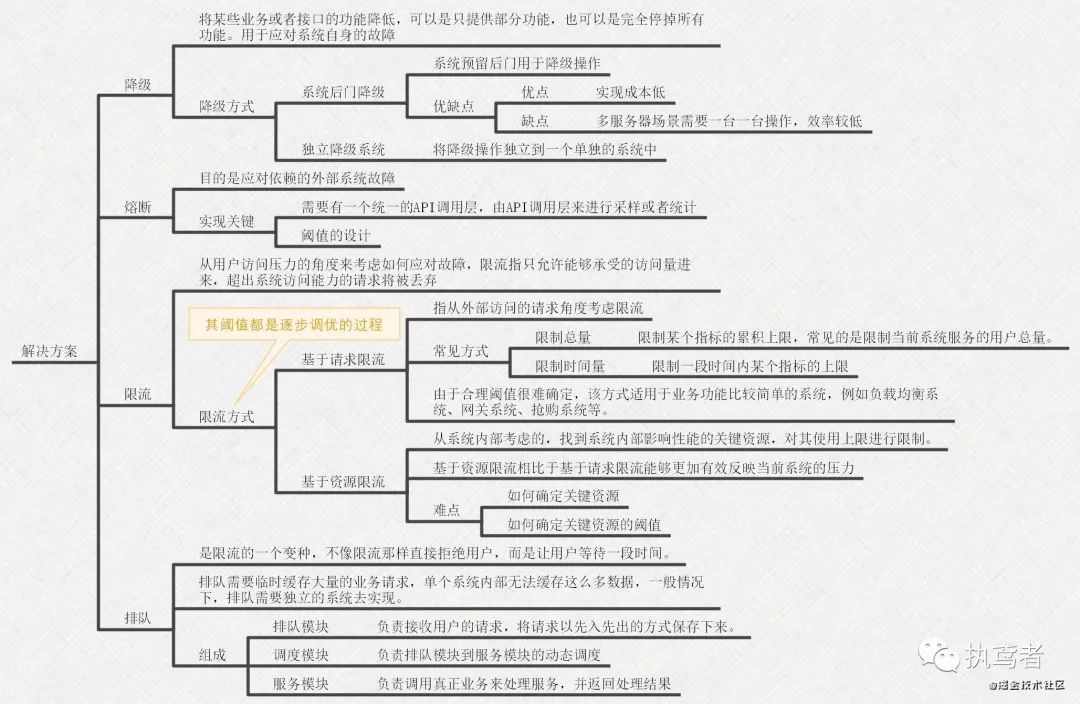 将某些业务或者接口的功能降低，可以是只提供部分功能，也可以是完全停掉所有
功能。用于应对系统自身的故障
降级
系统预留后门用于降级操作
系统后门降级
优点
实现成本低
降级方式
优缺点
缺点
多服务器场景需要一台一台操作，效率较低
独立降级系统
将降级操作独立到一个单独的系统中
目的是应对依赖的外部系统故障
熔断
需要有一个统一的API调用层，由API调用层来进行采样或者统计
实现关键
阈值的设计
从用户访问压力的角度来考虑如何应对故障，限流指只允许能够承受的访问量进
来，超出系统访问能力的请求将被丢弃
其阈值都是逐步调优的过程
指从外部访问的请求角度考虑限流
限制总量
限制某个指标的累积上限，常见的是限制当前系统服务的用户总量。
解决方案
基于请求限流
常见方式
限制时间量
限制一段时间内某个指标的上限
限流
由于合理阈值很难确定，该方式适用于业务功能比较简单的系统，例如负载均衡系
统、网关系统、抢购系统等。
限流方式
从系统内部考虑的，找到系统内部影响性能的关键资源，对其使用上限进行限制。
基于资源限流相比于基于请求限流能够更加有效反映当前系统的压力
基于资源限流
如何确定关键资源
难点
如何确定关键资源的阈值
是限流的一个变种，不像限流那样直接拒绝用户，而是让用户等待一段时间。
排队需要临时缓存大量的业务请求，单个系统内部无法缓存这么多数据，一般情况
下，排队需要独立的系统去实现。
排队
排队模块
负责接收用户的请求，将请求以先入先出的方式保存下来。
组成
调度模块
负责排队模块到服务模块的动态调度
服务模块
负责调用真正业务来处理服务，并返回处理结果
执鸢者
@掘金技术社区